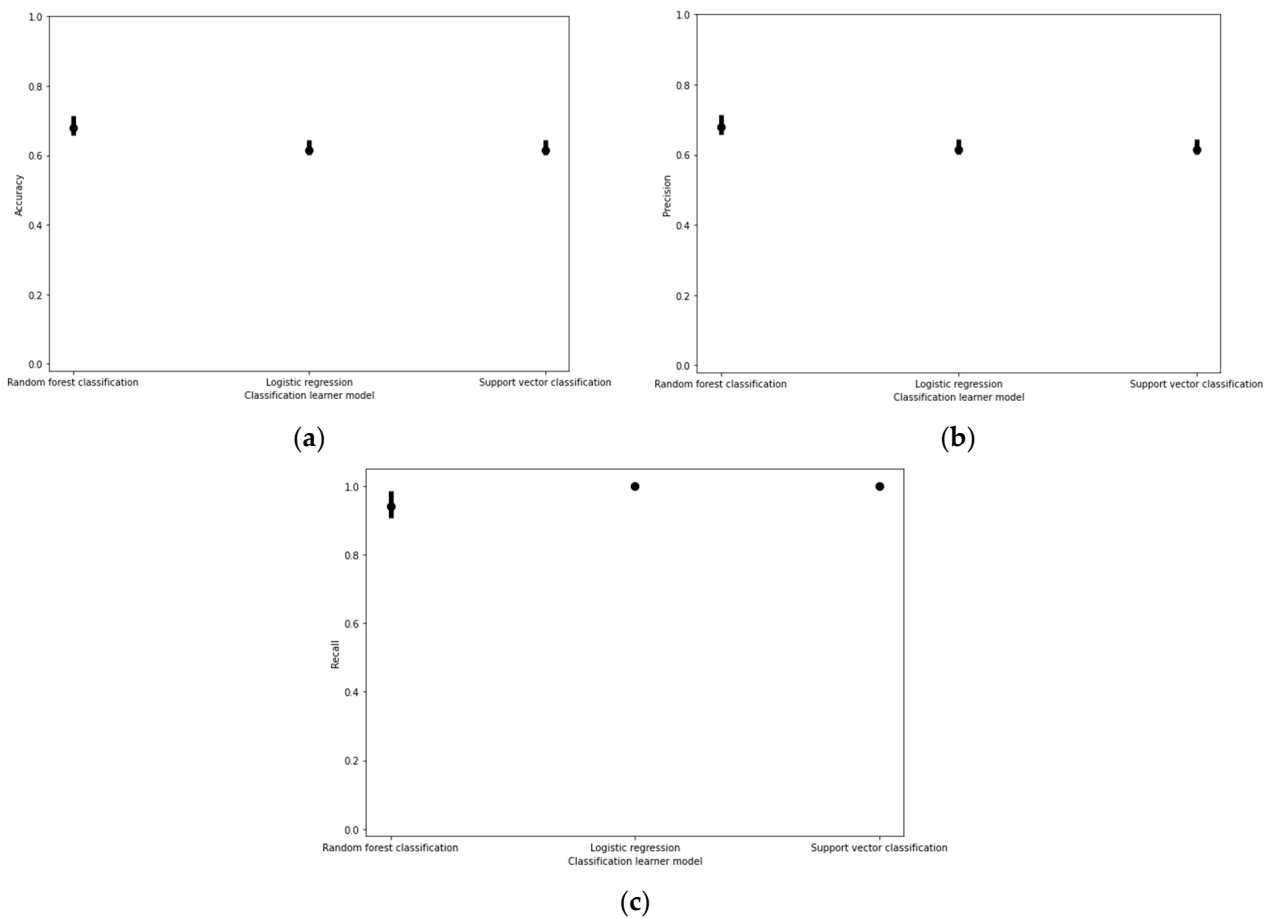 1.0
0.8
0.6
0.4
0.2
0.0
Accuracy
Random forest classification Logistic regression Support vector classification
Classification learner model
(a)
1.0
0.8
0.6
0.4
0.2
0.0
Precision
Random forest classification Logistic regression Support vector classification
Classification learner model
(b)
1.0
0.8
0.6
0.4
0.2
0.0
Recall
Random forest classification Logistic regression Support vector classification
Classification learner model
(c)